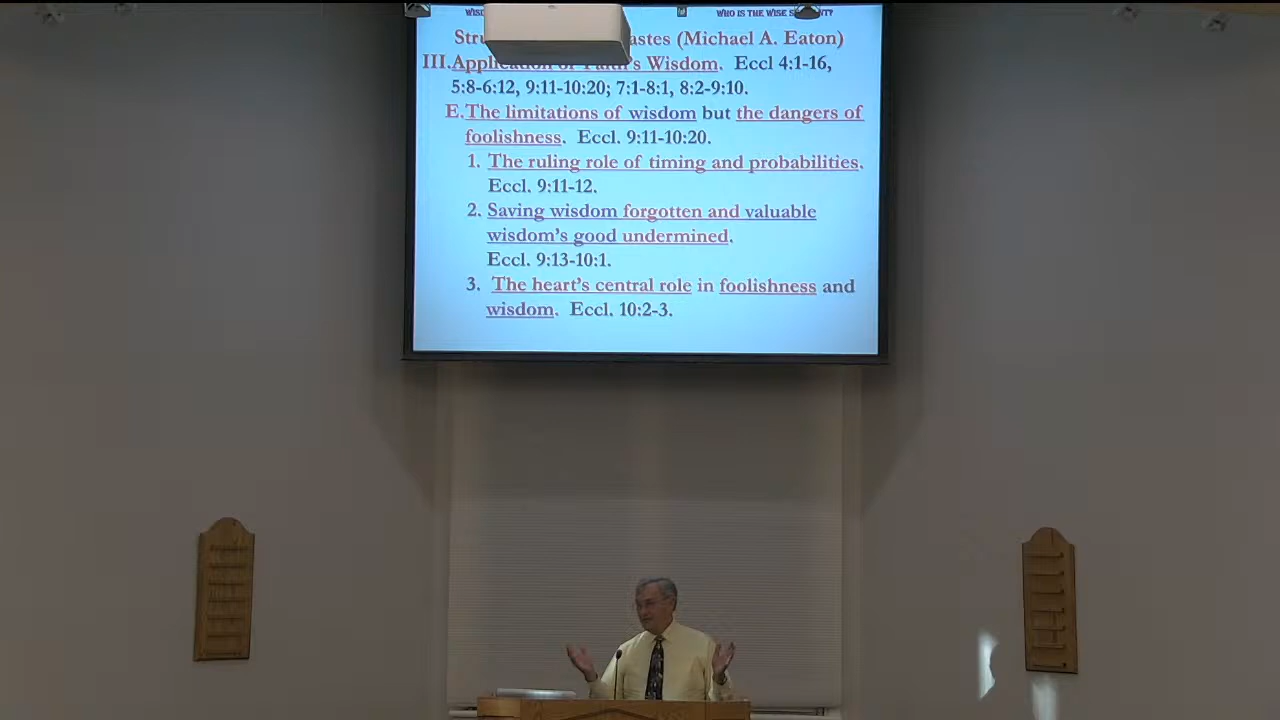 WHO IS THE WISE
(Michael A. Eaton)
III. Wisdom. Eccl 4:1-16,
5:8-6:12, 9:11-10:20; 7:1-8:1, 8:2-9:10.
E. The limitations of wisdom but the dangers of
foolishness. Eccl. 9:11-10:20.
1. The ruling role of timing and probabilities.
Eccl. 9:11-12.
2. Saving wisdom forgotten and valuable
wisdom's good undermined.
Eccl. 9:13-10:1.
3. The heart's central role in foolishness and
wisdom. Eccl. 10:2-3.